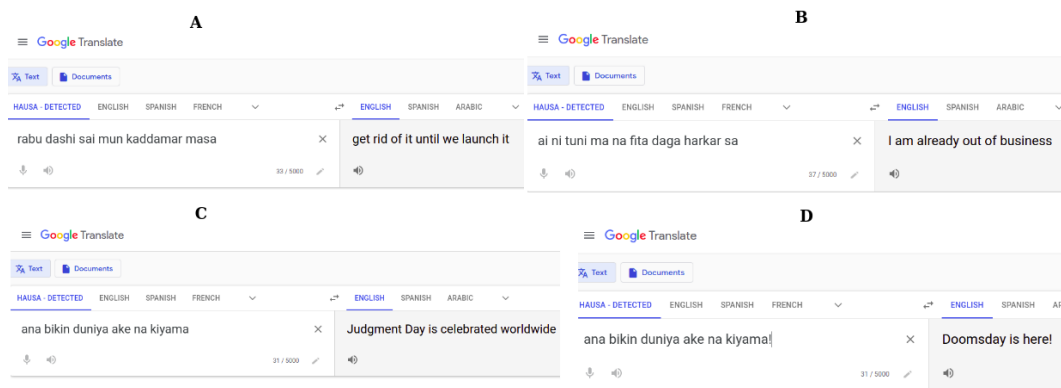 A
Google Translate
Text Documents
HAUSA - DETECTED ENGLISH SPANISH FRENCH ENGLISH SPANISH ARABIC
rabu dashi sai mun kaddamar masa get rid of it until we launch it
33 / 5000
B
Google Translate
Text Documents
HAUSA - DETECTED ENGLISH SPANISH FRENCH ENGLISH SPANISH ARABIC
ai ni tuni ma na fita daga harkar sa I am already out of business
37 / 5000
C
Google Translate
Text Documents
HAUSA - DETECTED ENGLISH SPANISH FRENCH ENGLISH SPANISH ARABIC
ana bikin duniya ake na kiyama Judgment Day is celebrated worldwide
31 / 5000
D
Google Translate
Text Documents
HAUSA - DETECTED ENGLISH SPANISH FRENCH ENGLISH SPANISH AR
ana bikin duniya ake na kiyama! Doomsday is here!
31 / 5000